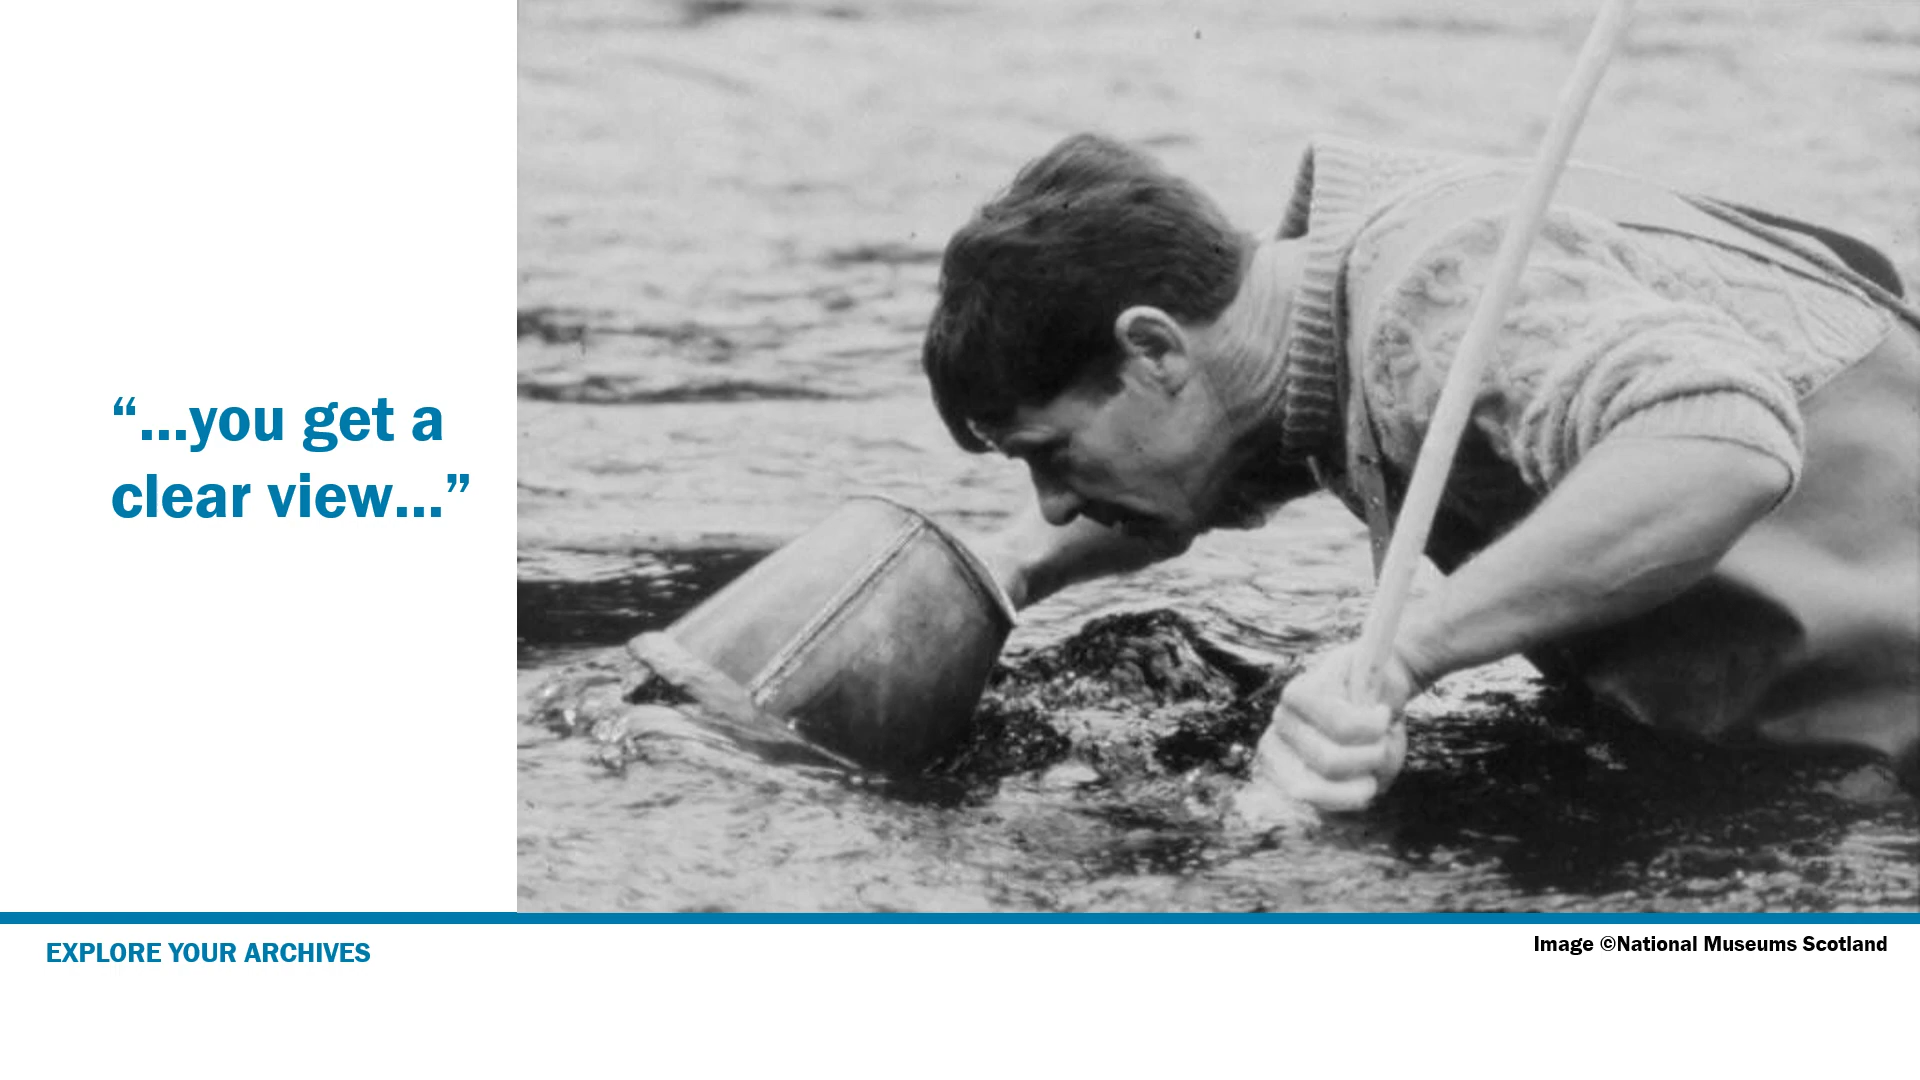 “...you get a
clear view...”
EXPLORE YOUR ARCHIVES
Image ©National Museums Scotland